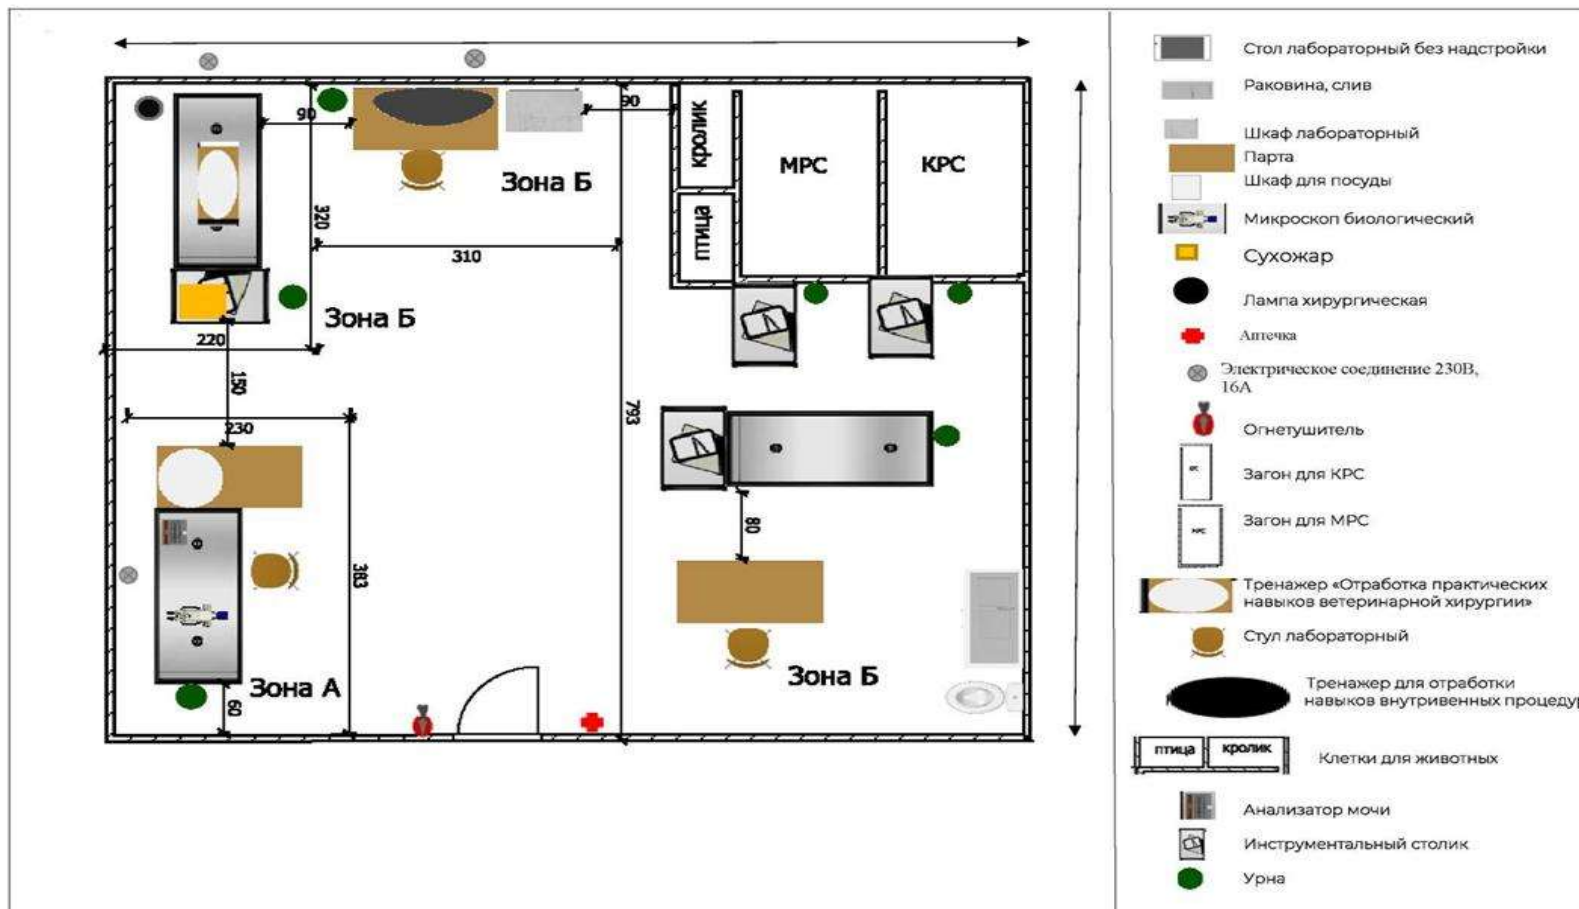 90
90
кролик
МРС
КРС
Зона Б
320
птица
310
Зона Б
220
150
793
230
80
383
Зона Б
Зона А
60
Стол лабораторный без надстройки
Раковина, слив
Шкаф лабораторный
Парта
Шкаф для посуды
Микроскоп биологический
Сухожар
Лампа хирургическая
Аптечка
Электрическое соединение 230В,
16А
Огнетушитель
Загон для КРС
Загон для МРС
МРС
Тренажер «Отработка практических
навыков ветеринарной хирургии»
Стул лабораторный
Тренажер для отработки
навыков внутривенных процедур
птица
кролик
Клетки для животных
Анализатор мочи
Инструментальный столик
Урна